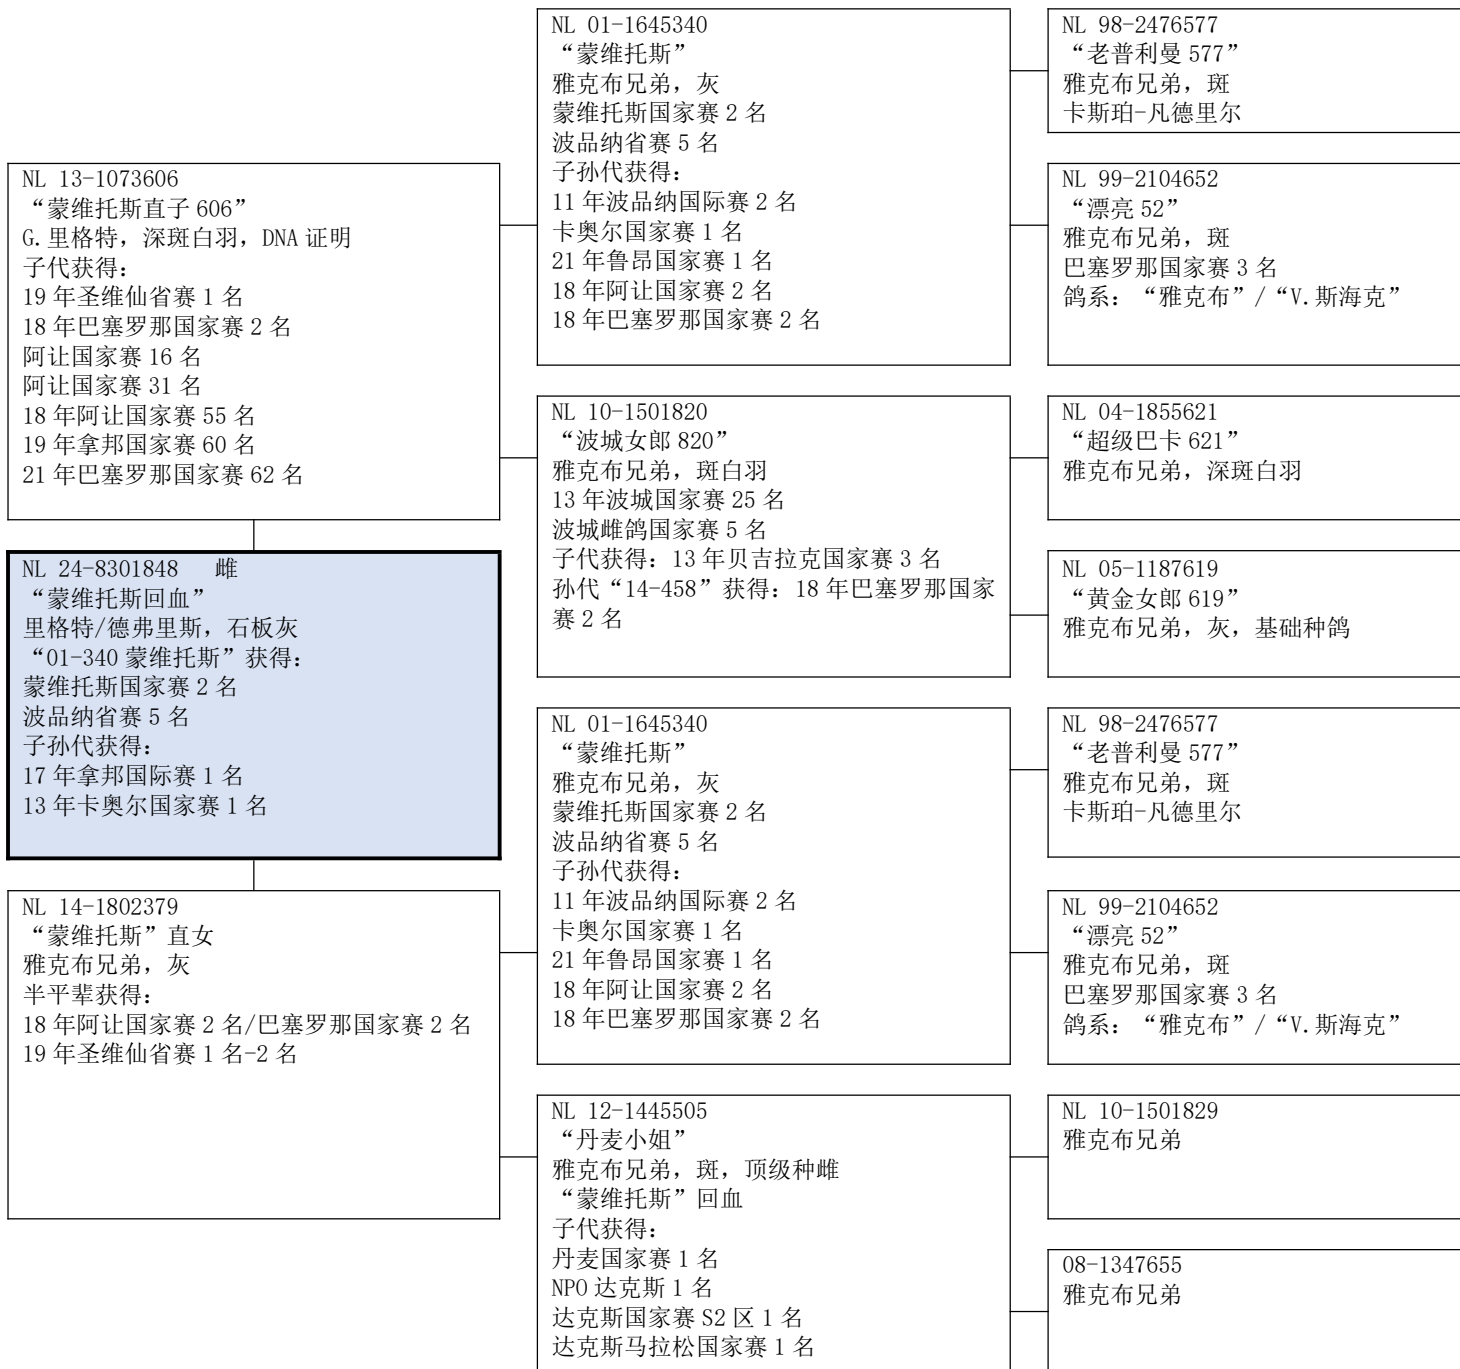 NL 13-1073606
“蒙维托斯直子 606”
G.里格特，深斑白羽，DNA 证明
子代获得：
19 年圣维仙省赛 1 名
18 年巴塞罗那国家赛 2 名
阿让国家赛 16 名
阿让国家赛 31 名
18 年阿让国家赛 55 名
19 年拿邦国家赛 60 名
21 年巴塞罗那国家赛 62 名
NL 24-8301848 雌
“蒙维托斯回血”
里格特/德弗里斯，石板灰
“01-340 蒙维托斯”获得：
蒙维托斯国家赛 2 名
波品纳省赛 5 名
子孙代获得：
17 年拿邦国际赛 1 名
13 年卡奥尔国家赛 1 名
NL 14-1802379
“蒙维托斯”直女
雅克布兄弟，灰
半平辈获得：
18 年阿让国家赛 2 名/巴塞罗那国家赛 2 名
19 年圣维仙省赛 1 名-2 名
NL 01-1645340
“蒙维托斯”
雅克布兄弟，灰
蒙维托斯国家赛 2 名
波品纳省赛 5 名
子孙代获得：
11 年波品纳国际赛 2 名
卡奥尔国家赛 1 名
21 年鲁昂国家赛 1 名
18 年阿让国家赛 2 名
18 年巴塞罗那国家赛 2 名
NL 10-1501820
“波城女郎 820”
雅克布兄弟，斑白羽
13 年波城国家赛 25 名
波城雌鸽国家赛 5 名
子代获得：13 年贝吉拉克国家赛 3 名
孙代“14-458”获得：18 年巴塞罗那国家
赛 2 名
NL 01-1645340
“蒙维托斯”
雅克布兄弟，灰
蒙维托斯国家赛 2 名
波品纳省赛 5 名
子孙代获得：
11 年波品纳国际赛 2 名
卡奥尔国家赛 1 名
21 年鲁昂国家赛 1 名
18 年阿让国家赛 2 名
18 年巴塞罗那国家赛 2 名
NL 12-1445505
“丹麦小姐”
雅克布兄弟，斑，顶级种雌
“蒙维托斯”回血
子代获得：
丹麦国家赛 1 名
NPO 达克斯 1 名
达克斯国家赛 S2 区 1 名
达克斯马拉松国家赛 1 名
NL 98-2476577
“老普利曼 577”
雅克布兄弟，斑
卡斯珀-凡德里尔
NL 99-2104652
“漂亮 52”
雅克布兄弟，斑
巴塞罗那国家赛 3 名
鸽系：“雅克布”/“V.斯海克”
NL 04-1855621
“超级巴卡 621”
雅克布兄弟，深斑白羽
NL 05-1187619
“黄金女郎 619”
雅克布兄弟，灰，基础种鸽
NL 98-2476577
“老普利曼 577”
雅克布兄弟，斑
卡斯珀-凡德里尔
NL 99-2104652
“漂亮 52”
雅克布兄弟，斑
巴塞罗那国家赛 3 名
鸽系：“雅克布”/“V.斯海克”
NL 10-1501829
雅克布兄弟
08-1347655
雅克布兄弟